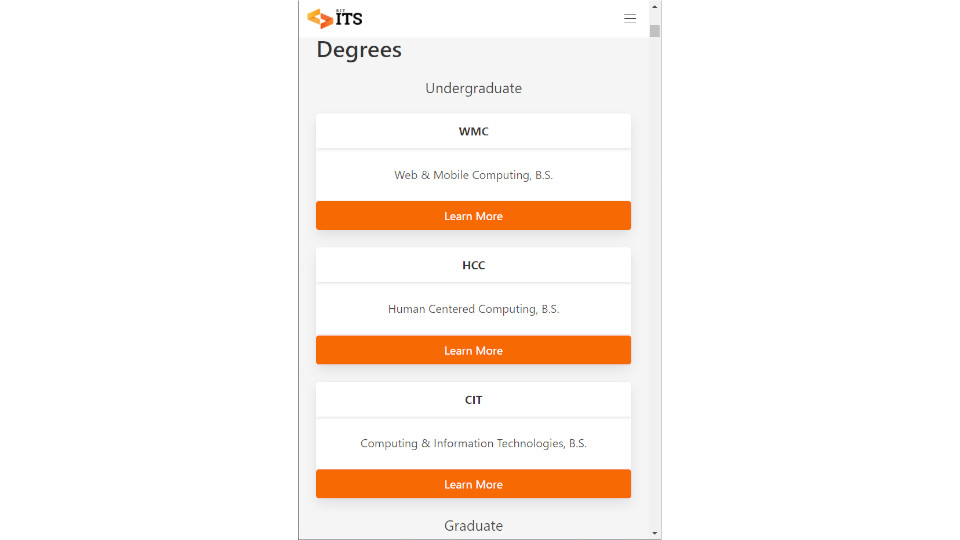 RIT
ITS
Degrees
Undergraduate
WMC
Web & Mobile Computing, B.S.
Learn More
HCC
Human Centered Computing, B.S.
Learn More
CIT
Computing & Information Technologies, B.S.
Learn More
Graduate